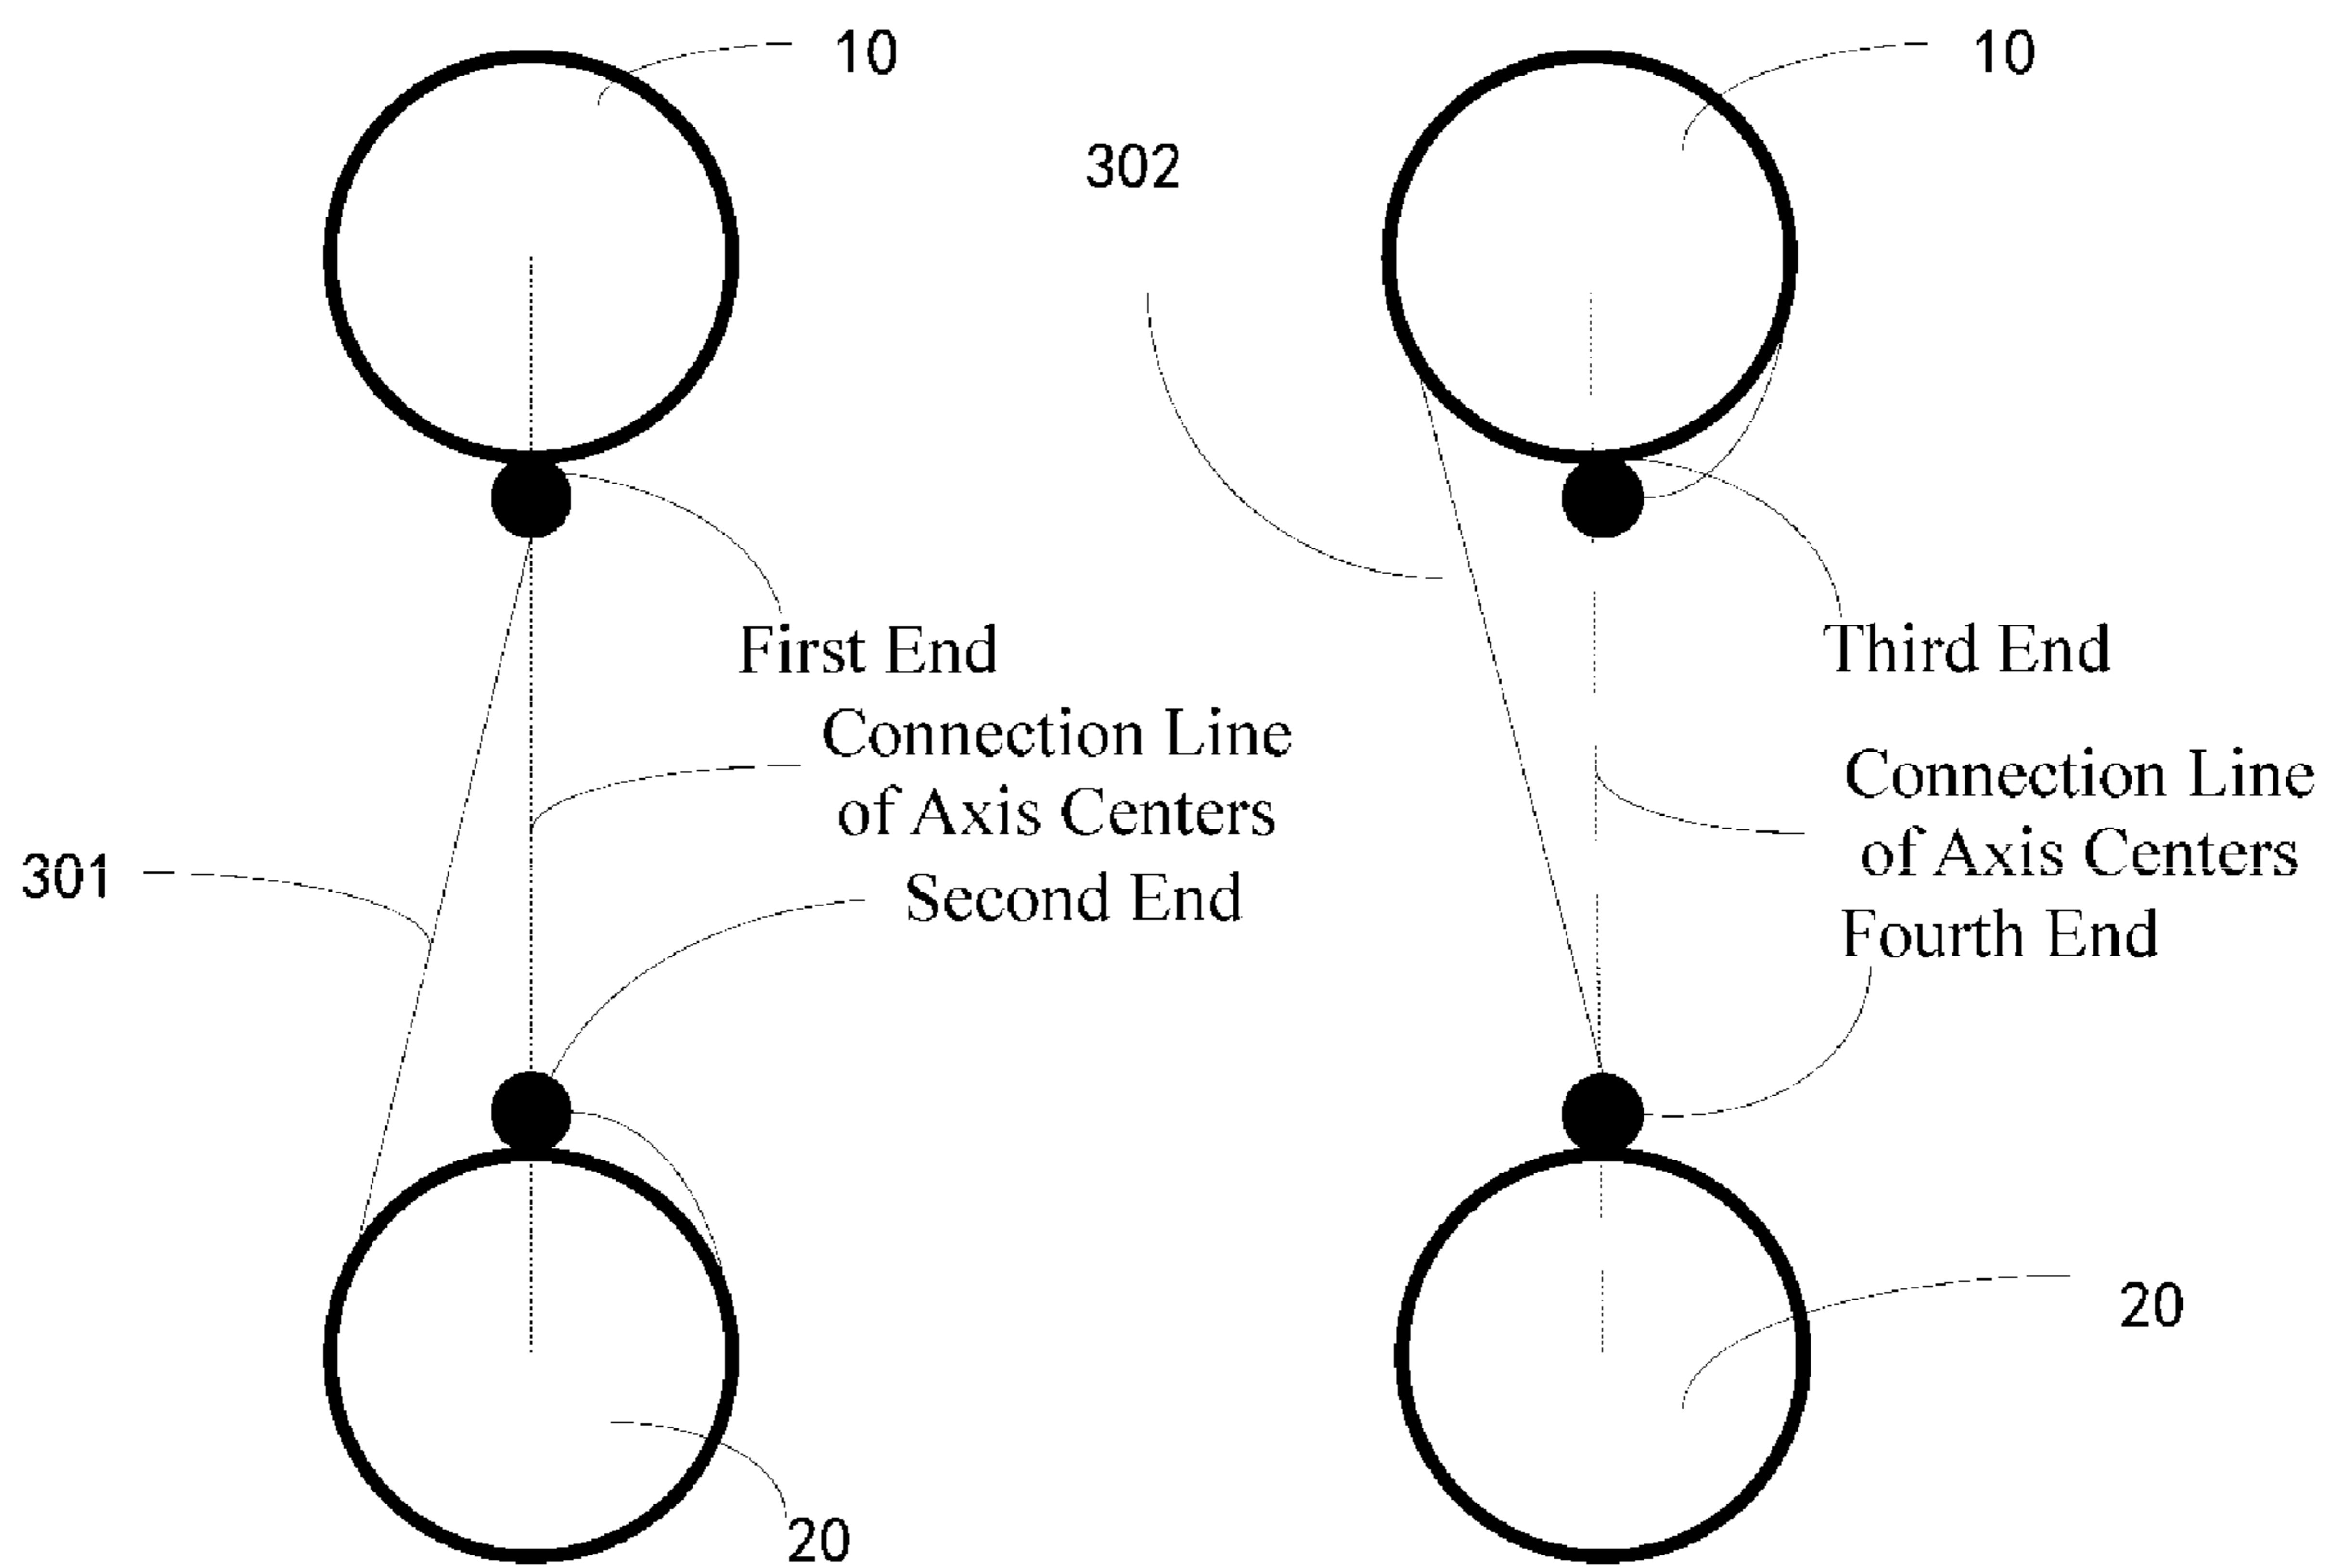 10
First End
Connection Line
of Axis Centers
301
Second End
20
10
302
Third End
Connection Line
of Axis Centers
Fourth End
20